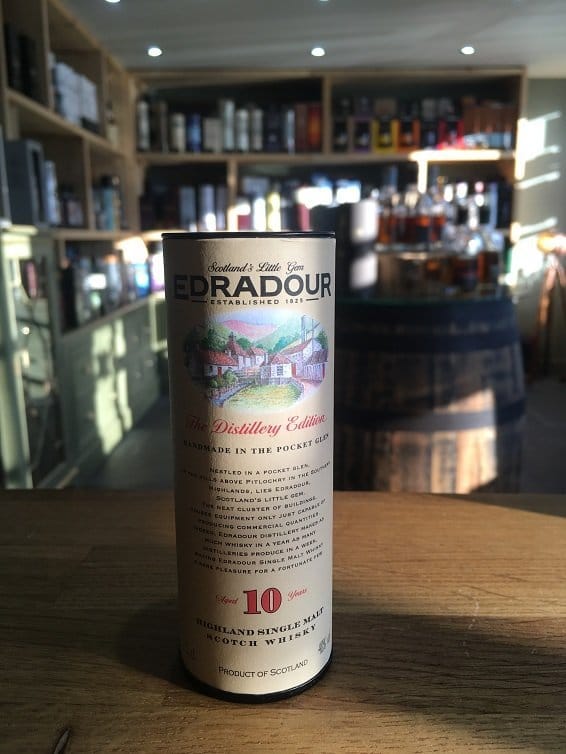 Scotland's Little Gem
EDRADOUR
ESTABLISHED 1825
The Distillery Edition
HANDMADE IN THE POCKET GLEN
NESTLED IN A POCKET GLEN,
HILLS ABOVE PITLOCHRY IN THE SOUTHERN
HIGHLANDS, LIES EDRADOUR,
SCOTLAND'S LITTLE GEM.
THE NEAT CLUSTER OF BUILDINGS,
HOUSES EQUIPMENT ONLY JUST CAPABLE OF
PRODUCING COMMERCIAL QUANTITIES
INDEED, EDRADOUR DISTILLERY MAKES AS
MUCH WHISKY IN A YEAR AS MANY
DISTILLERIES PRODUCE IN A WEEK,
MAKING EDRADOUR SINGLE MALT WHISKY
A RARE PLEASURE FOR A FORTUNATE FEW.
Aged 10 Years
HIGHLAND SINGLE MALT
SCOTCH WHISKY
PRODUCT OF SCOTLAND